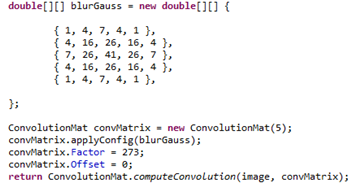 double[][] blurGauss = new double[][] {
{ 1, 4, 7, 4, 1 },
{ 4, 16, 26, 16, 4 },
{ 7, 26, 41, 26, 7 },
{ 4, 16, 26, 16, 4 },
{ 1, 4, 7, 4, 1 },
};
ConvolutionMat convMatrix = new ConvolutionMat(5);
convMatrix.applyConfig(blurGauss);
convMatrix.Factor = 273;
convMatrix.Offset = 0;
return ConvolutionMat.computeConvolution(image, convMatrix);